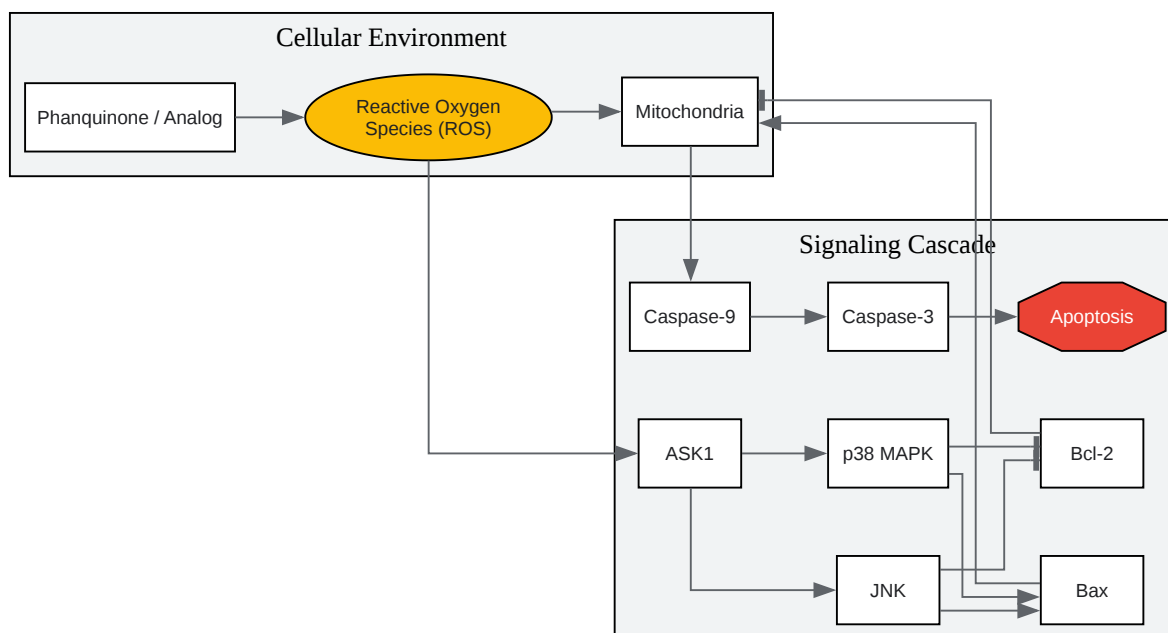 Cellular Environment
Phanquinone / Analog
Reactive Oxygen
Species (ROS)
Mitochondria
Signaling Cascade
Caspase-9
Caspase-3
Apoptosis
ASK1
p38 MAPK
Bcl-2
JNK
Bax